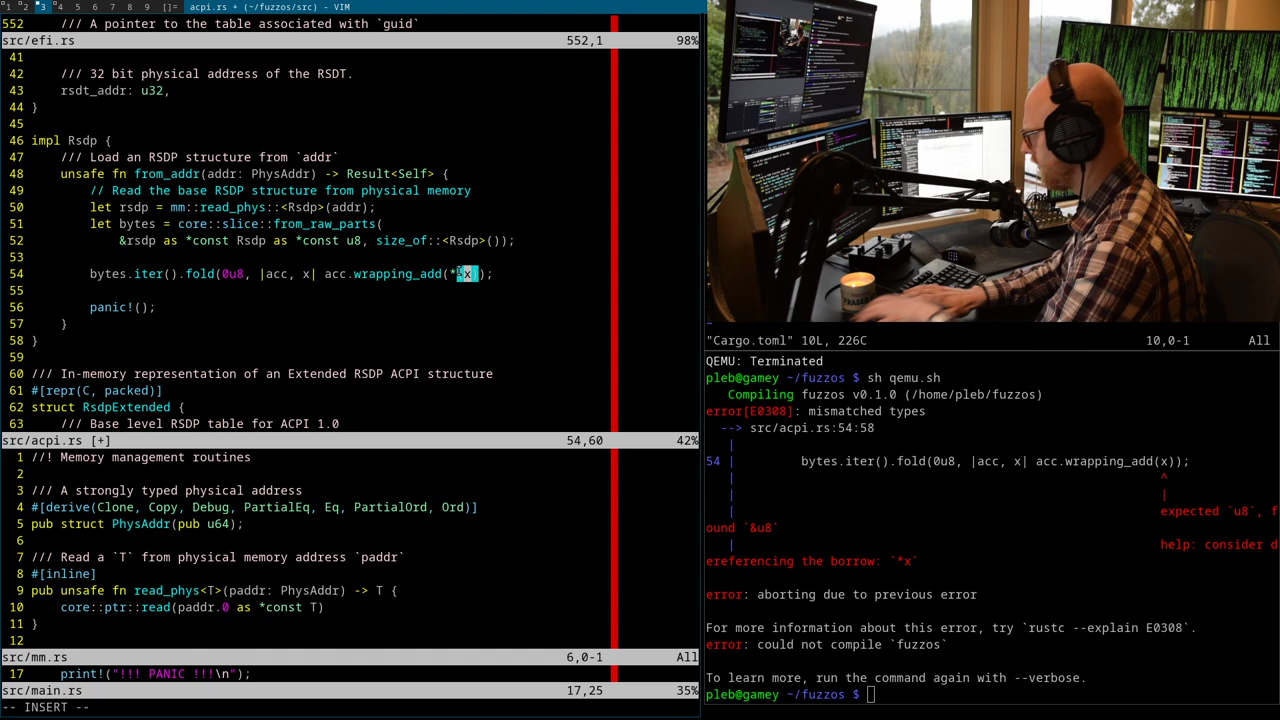 1 2 3 4 5 6 7 8 9 []= acpi.rs + (~/fuzzos/src) - VIM
552 /// A pointer to the table associated with `guid`
src/efi.rs 552,1 98%
41
42 /// 32 bit physical address of the RSDT.
43 rsdt_addr: u32,
44 }
45
46 impl Rsdp {
47 /// Load an RSDP structure from `addr`
48 unsafe fn from_addr(addr: PhysAddr) -> Result<Self> {
49 // Read the base RSDP structure from physical memory
50 let rsdp = mm::read_phys::<Rsdp>(addr);
51 let bytes = core::slice::from_raw_parts(
52 &rsdp as *const Rsdp as *const u8, size_of::<Rsdp>());
53
54 bytes.iter().fold(0u8, |acc, x| acc.wrapping_add(*(x));
55
56 panic!();
57 }
58 }
59
60 /// In-memory representation of an Extended RSDP ACPI structure
61 #[repr(C, packed)]
62 struct RsdpExtended {
63 /// Base level RSDP table for ACPI 1.0
src/acpi.rs [+] 54,60 42%
1 //! Memory management routines
2
3 /// A strongly typed physical address
4 #[derive(Clone, Copy, Debug, PartialEq, Eq, PartialOrd, Ord)]
5 pub struct PhysAddr(pub u64);
6
7 /// Read a `T` from physical memory address `paddr`
8 #[inline]
9 pub unsafe fn read_phys<T>(paddr: PhysAddr) -> T {
10 core::ptr::read(paddr.0 as *const T)
11 }
12
src/mm.rs 6,0-1 All
17 print!("!!! PANIC !!!\n");
src/main.rs 17,25 35%
-- INSERT --
~
"Cargo.toml" 10L, 226C 10,0-1 All
QEMU: Terminated
pleb@gamey ~/fuzzos $ sh qemu.sh
Compiling fuzzos v0.1.0 (/home/pleb/fuzzos)
error[E0308]: mismatched types
--> src/acpi.rs:54:58
|
54 | bytes.iter().fold(0u8, |acc, x| acc.wrapping_add(x));
| ^
| |
| expected `u8`, f
ound `&u8`
| help: consider d
ereferencing the borrow: `*x`
error: aborting due to previous error
For more information about this error, try `rustc --explain E0308`.
error: could not compile `fuzzos`
To learn more, run the command again with --verbose.
pleb@gamey ~/fuzzos $